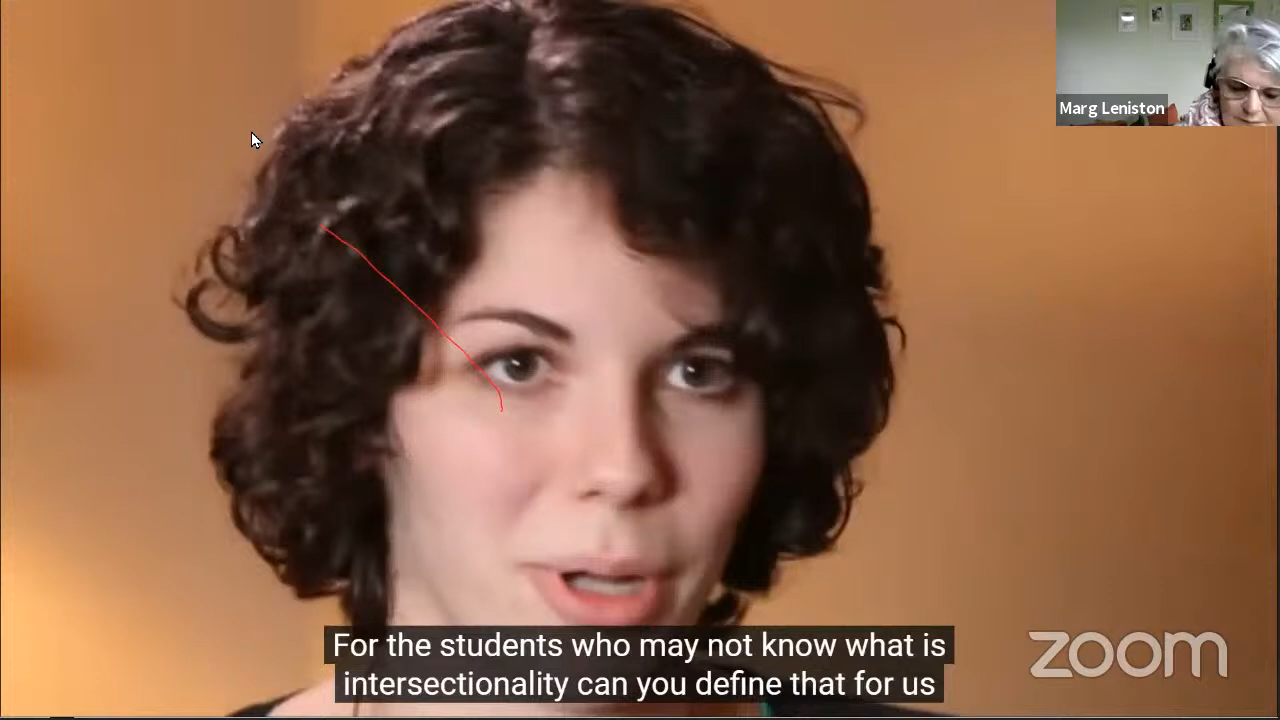 Marg Leniston
For the students who may not know what is
intersectionality can you define that for us
zoom